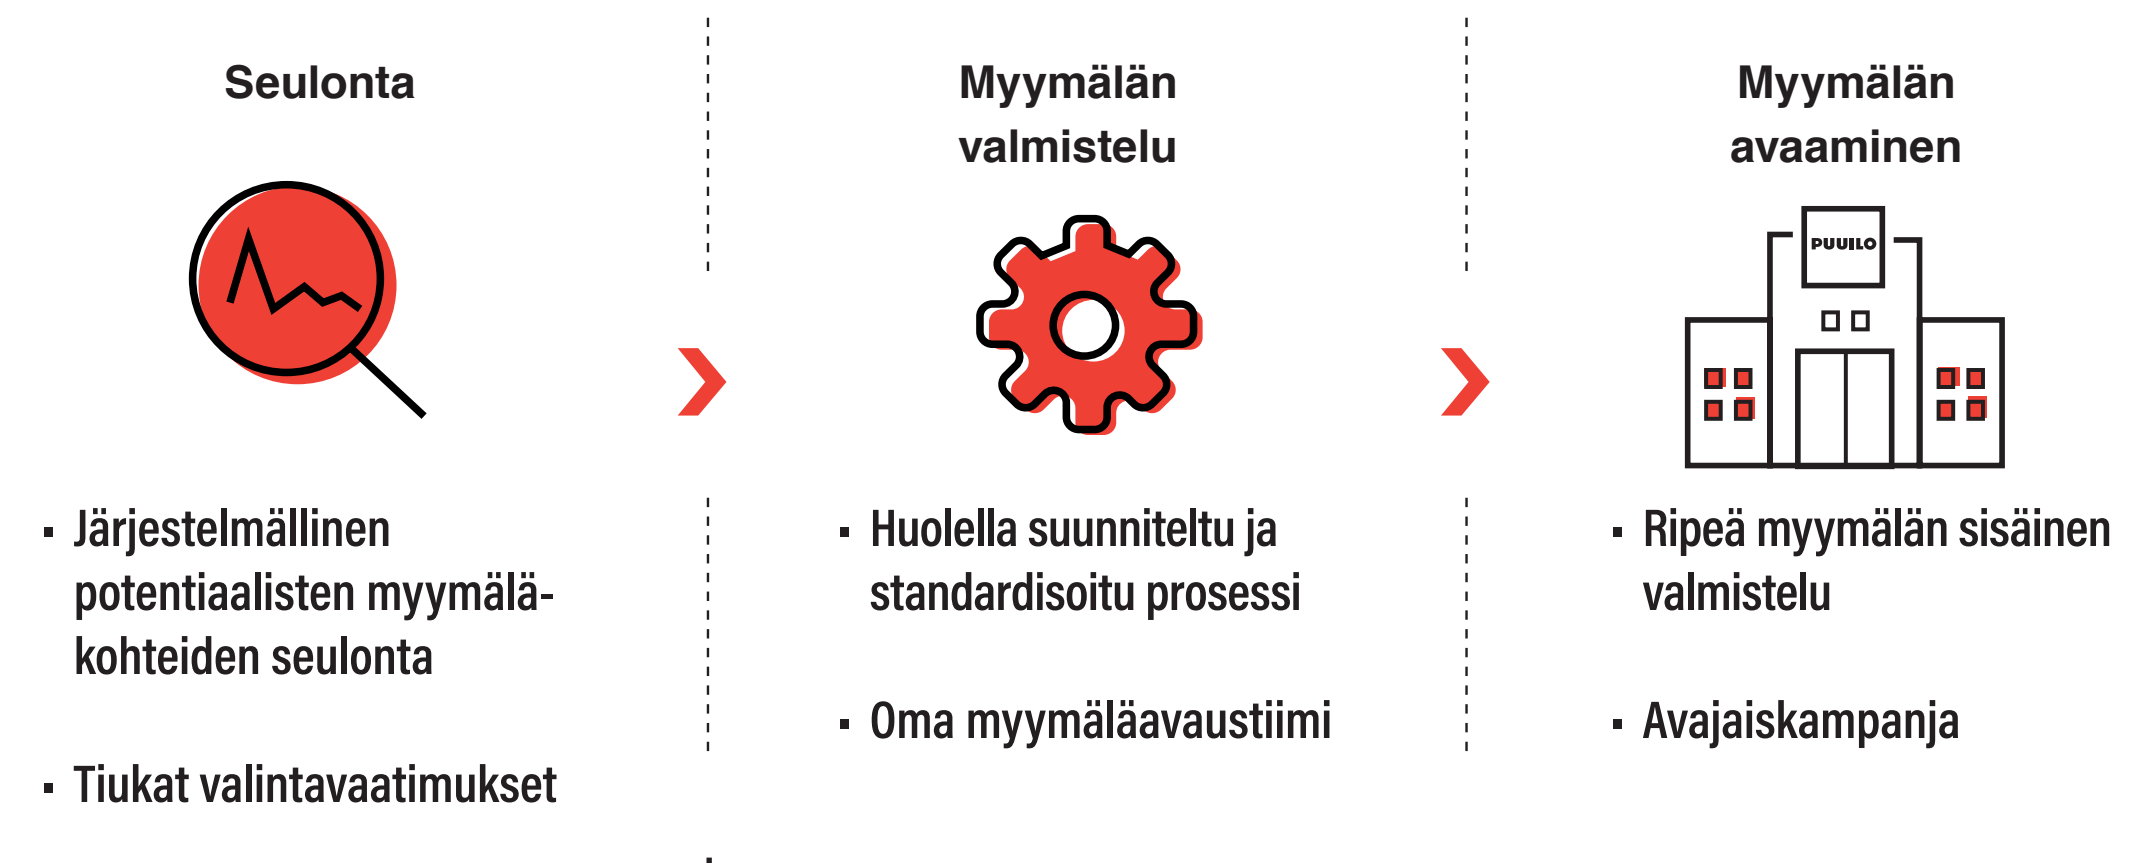 Seulonta
▪ Järjestelmällinen
potentiaalisten myymälä-
kohteiden seulonta
▪ Tiukat valintavaatimukset
Myymälän
valmistelu
▪ Huolella suunniteltu ja
standardisoitu prosessi
▪ Oma myymäläavaustiimi
Myymälän
avaaminen
PUUILO
▪ Ripeä myymälän sisäinen
valmistelu
▪ Avajaiskampanja